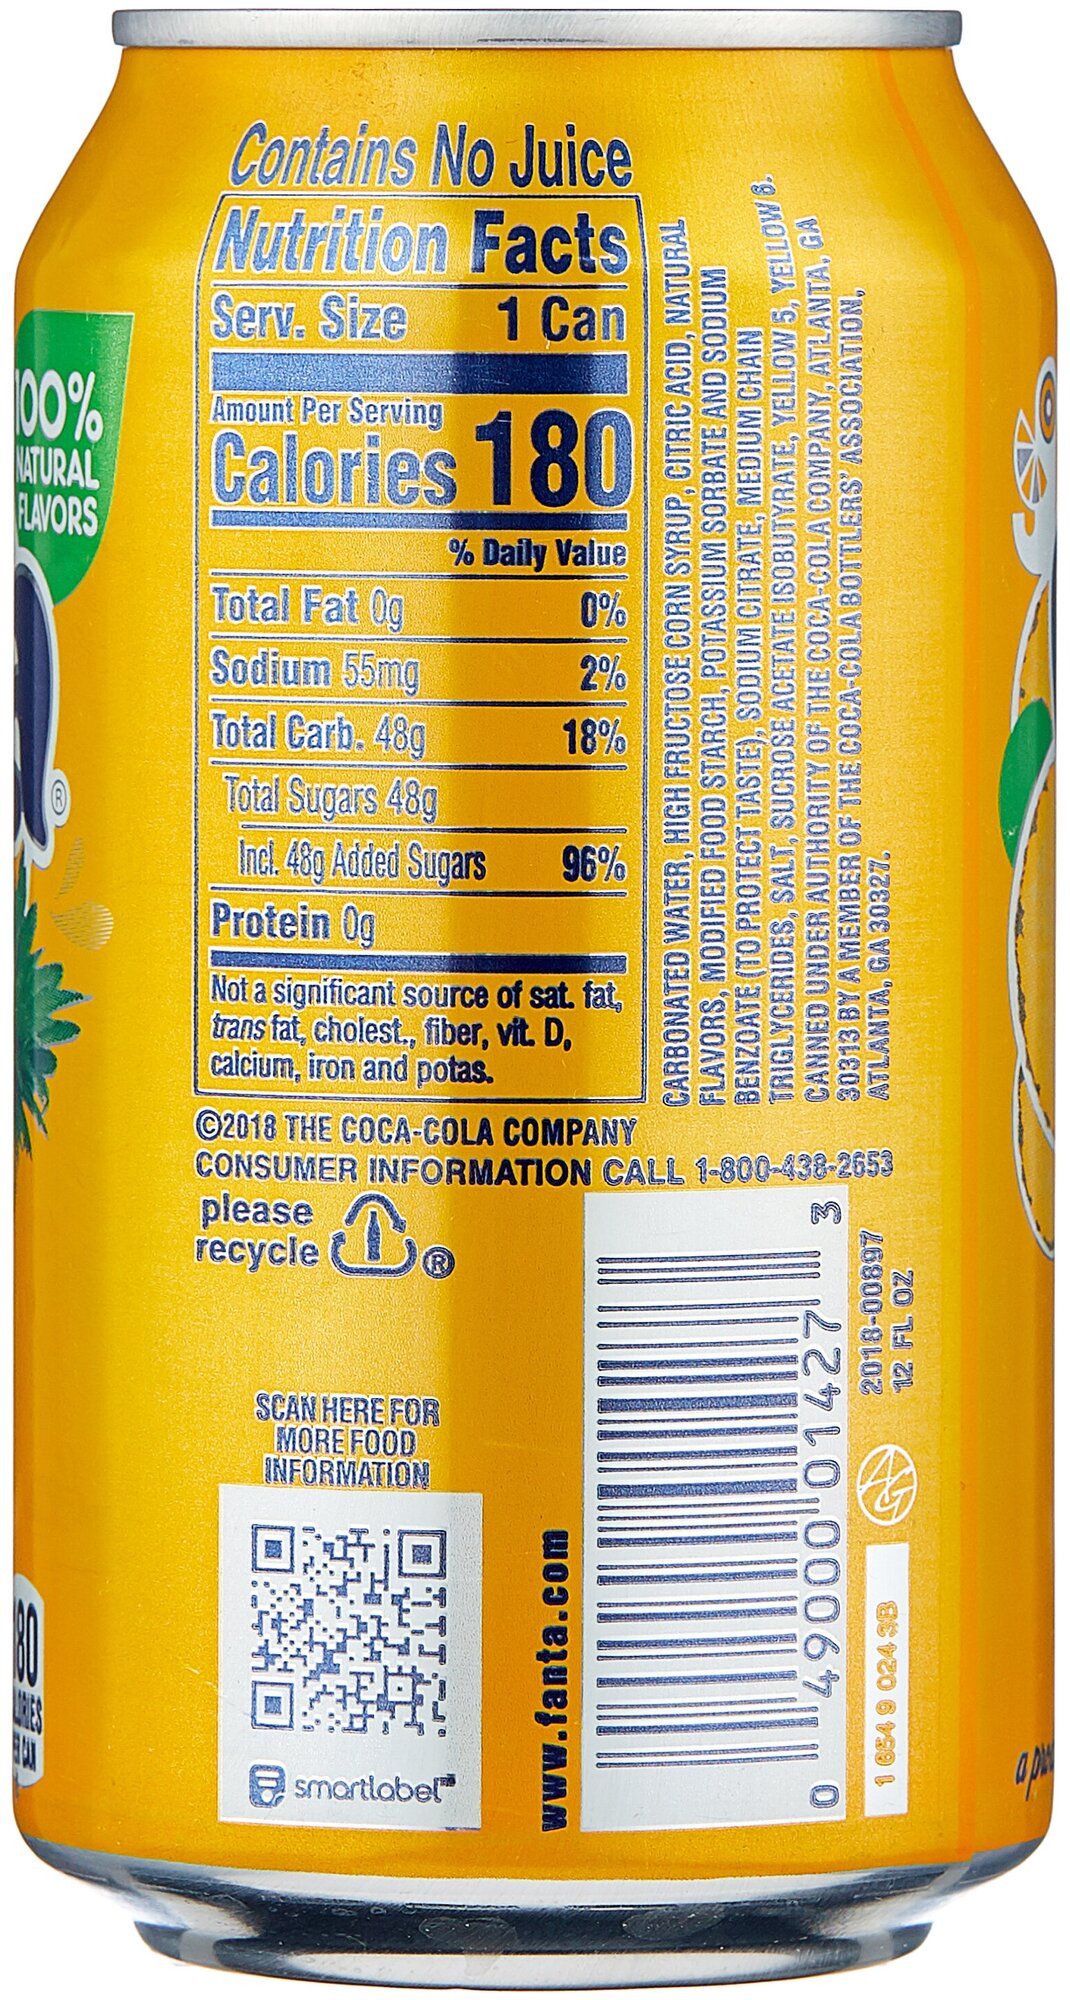 Contains No Juice
Nutrition Facts
Serv. Size 1 Can
Amount Per Serving
Calories 180
% Daily Value
Total Fat 0g 0%
Sodium 55mg 2%
Total Carb. 48g 18%
Total Sugars 48g
Incl. 48g Added Sugars 96%
Protein 0g
Not a significant source of sat. fat,
trans fat, cholest., fiber, vit. D,
calcium, iron and potas.
CARBONATED WATER, HIGH FRUCTOSE CORN SYRUP, CITRIC ACID, NATURAL
FLAVORS, MODIFIED FOOD STARCH, POTASSIUM SORBATE AND SODIUM
BENZOATE (TO PROTECT TASTE), SODIUM CITRATE, MEDIUM CHAIN
TRIGLYCERIDES, SALT, SUCROSE ACETATE ISOBUTYRATE, YELLOW 5, YELLOW 6.
CANNED UNDER AUTHORITY OF THE COCA-COLA COMPANY, ATLANTA, GA
30313 BY A MEMBER OF THE COCA-COLA BOTTLERS' ASSOCIATION,
ATLANTA, GA 30327.
©2018 THE COCA-COLA COMPANY
CONSUMER INFORMATION CALL 1-800-438-2653
please
recycle ®
SCAN HERE FOR
MORE FOOD
INFORMATION
smartlabel™
www.fanta.com
0 49000 01427 3
2018-00897
12 FL OZ
ACG
1 654 9 024 3B
100%
NATURAL
FLAVORS
®
180